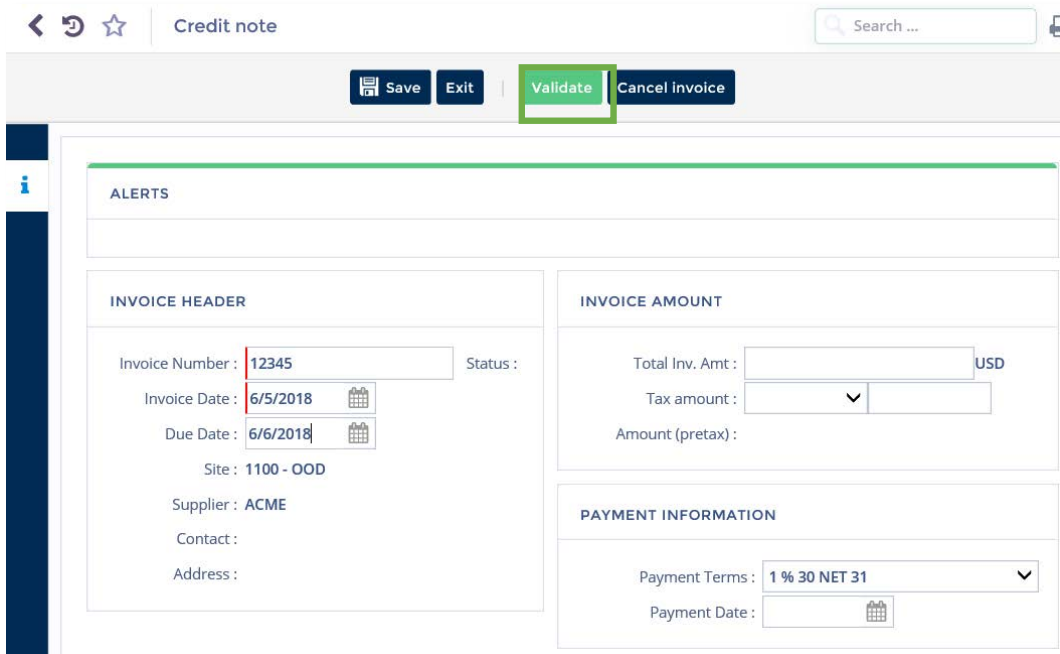 Credit note
Search ...
Save Exit | Validate Cancel invoice
i
ALERTS
INVOICE HEADER
Invoice Number : 12345 Status :
Invoice Date : 6/5/2018
Due Date : 6/6/2018
Site : 1100 - OOD
Supplier : ACME
Contact :
Address :
INVOICE AMOUNT
Total Inv. Amt : USD
Tax amount :
Amount (pretax) :
PAYMENT INFORMATION
Payment Terms : 1 % 30 NET 31
Payment Date :